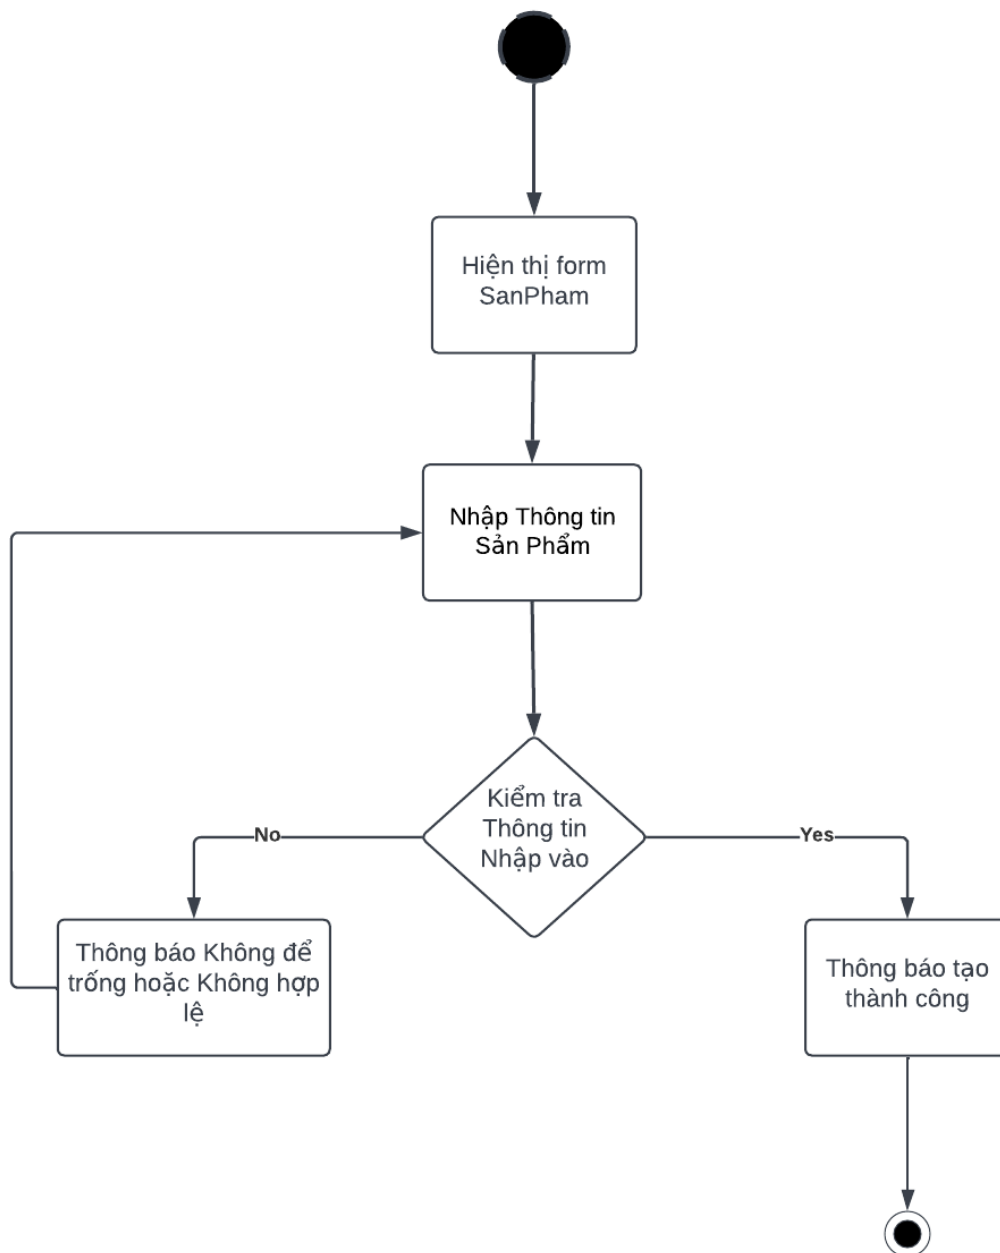 Hiện thị form
SanPham
Nhập Thông tin
Sản Phẩm
Kiểm tra
Thông tin
Nhập vào
No
Yes
Thông báo Không để
trống hoặc Không hợp
lệ
Thông báo tạo
thành công